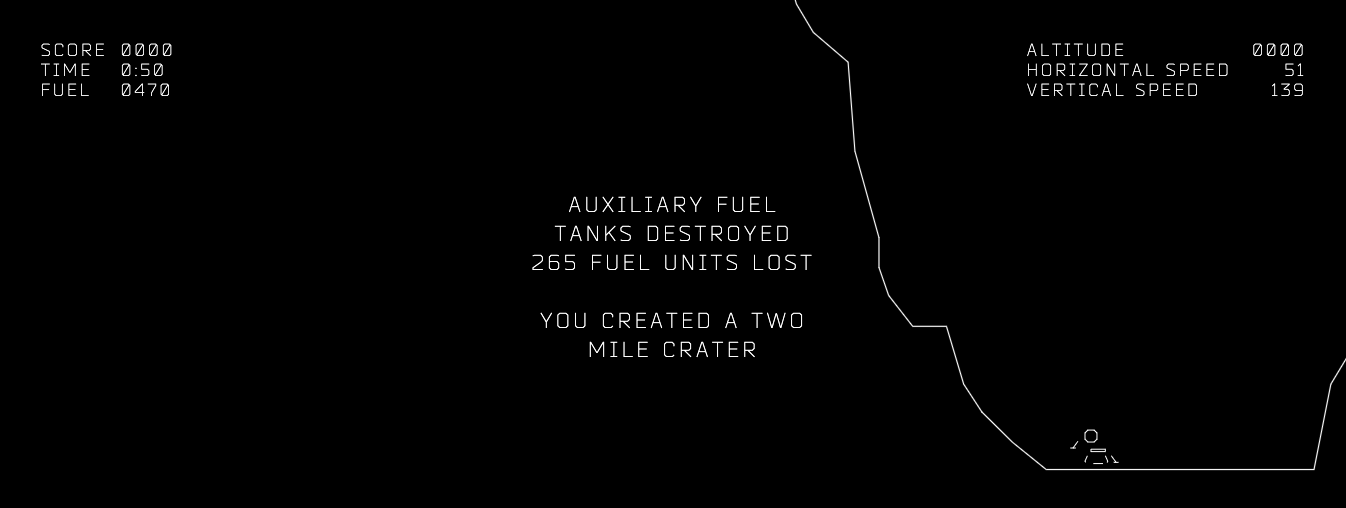 SCORE 0000
TIME 0:50
FUEL 0470
ALTITUDE 0000
HORIZONTAL SPEED 51
VERTICAL SPEED 139
AUXILIARY FUEL
TANKS DESTROYED
265 FUEL UNITS LOST
YOU CREATED A TWO
MILE CRATER